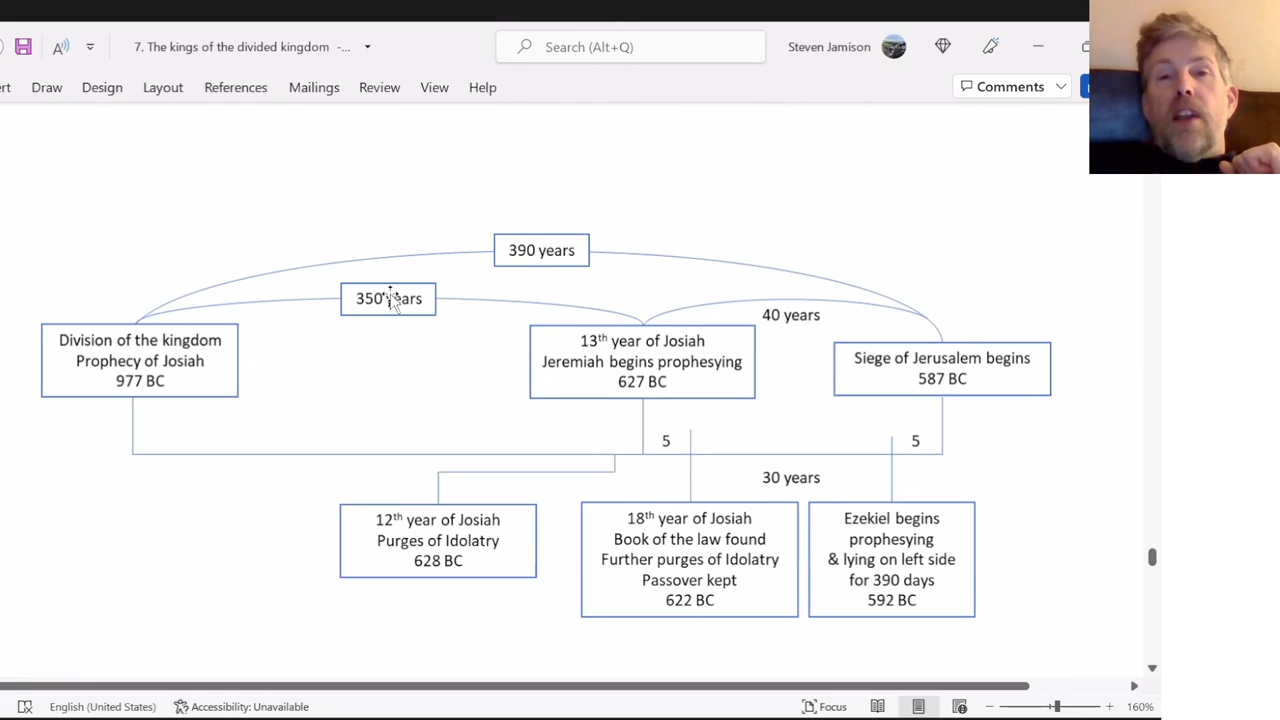 7. The kings of the divided kingdom -...
Search (Alt+Q)
Steven Jamison
Draw
Design
Layout
References
Mailings
Review
View
Help
Comments
390 years
350 years
40 years
Division of the kingdom
Prophecy of Josiah
977 BC
13th year of Josiah
Jeremiah begins prophesying
627 BC
Siege of Jerusalem begins
587 BC
5
5
30 years
12th year of Josiah
Purges of Idolatry
628 BC
18th year of Josiah
Book of the law found
Further purges of Idolatry
Passover kept
622 BC
Ezekiel begins
prophesying
& lying on left side
for 390 days
592 BC
English (United States)
Accessibility: Unavailable
Focus
160%